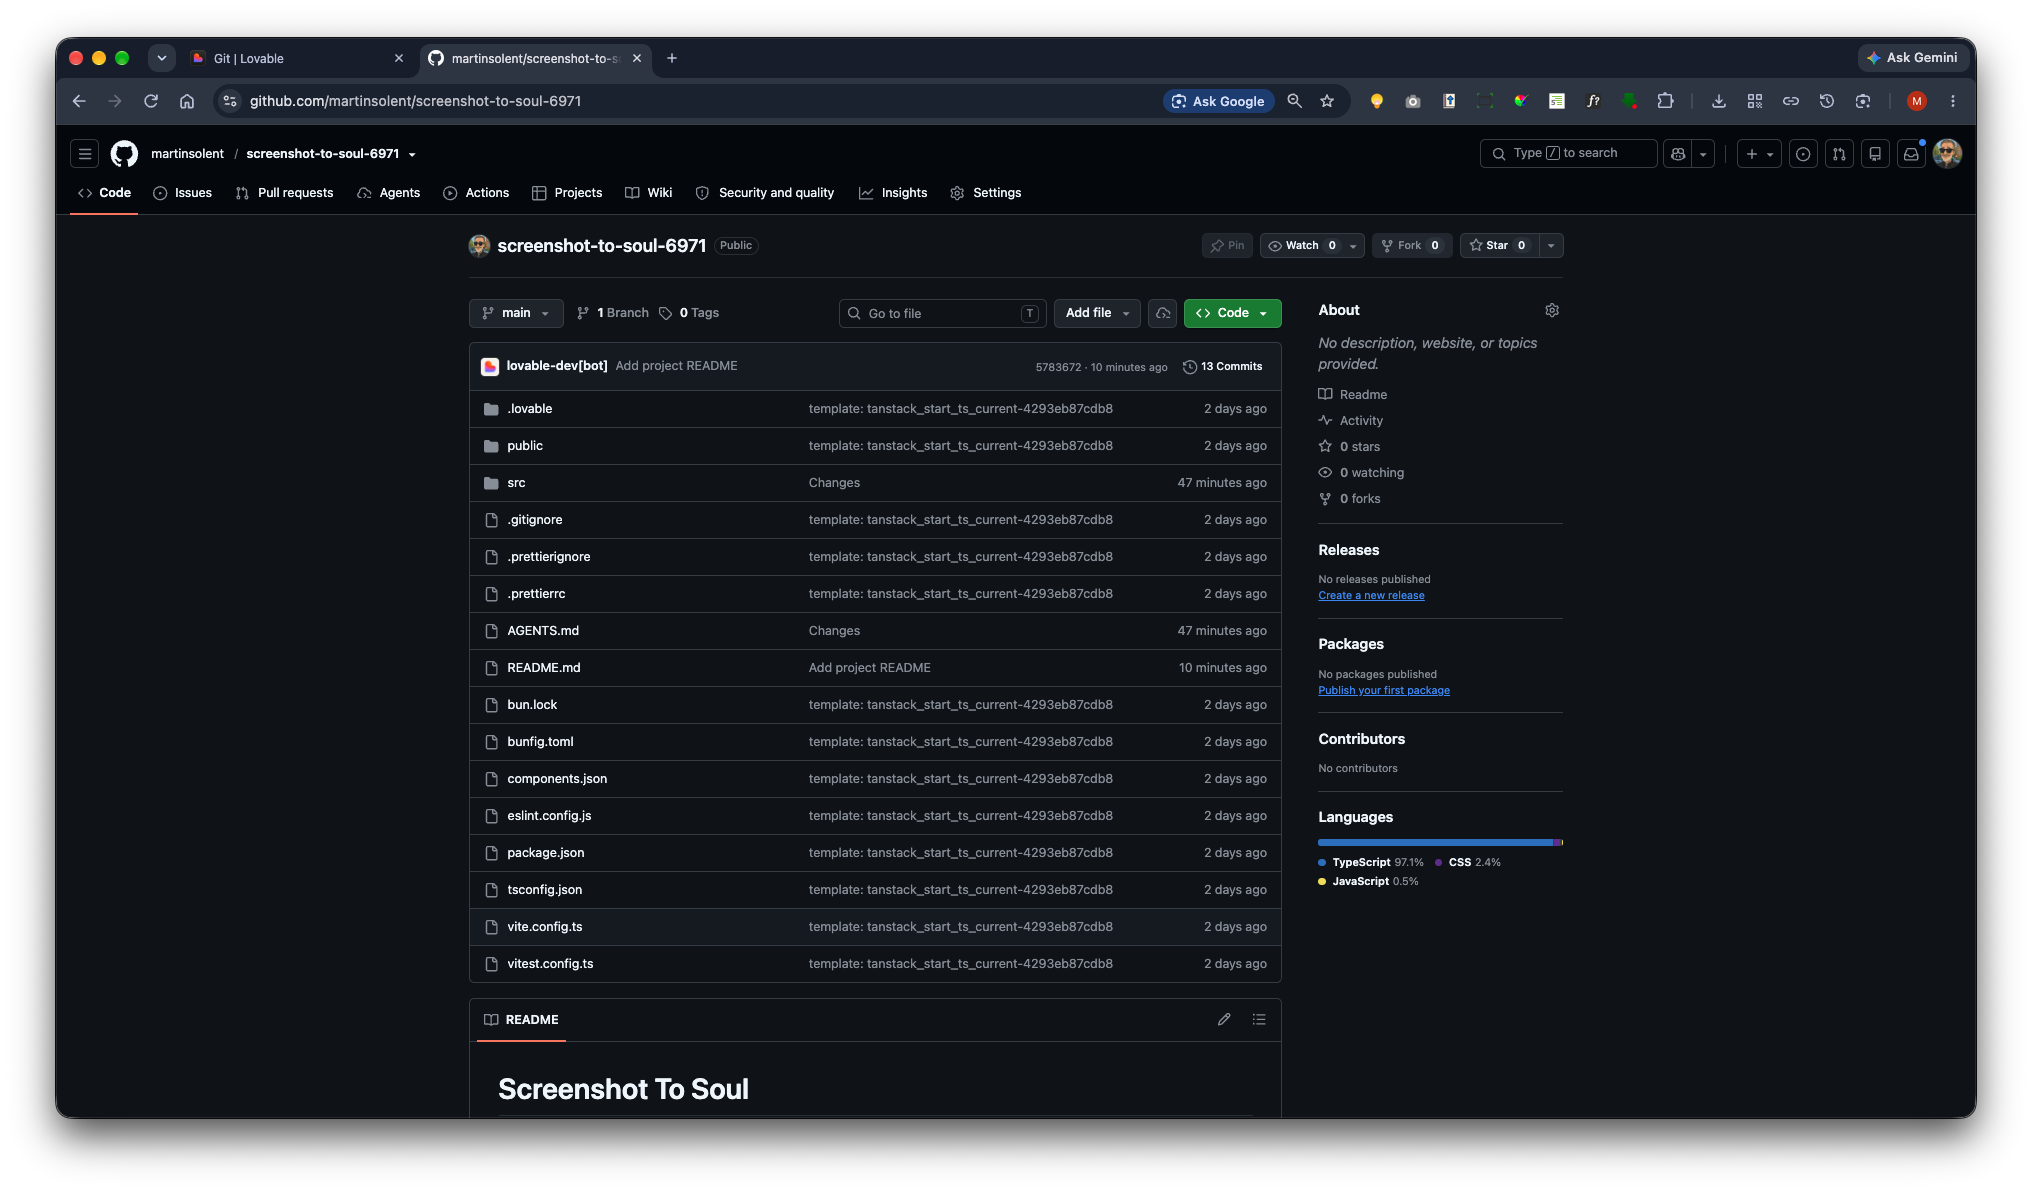 Git | Lovable
martinsolent/screenshot-to-s
Ask Gemini
github.com/martinsolent/screenshot-to-soul-6971
Ask Google
M
martinsolent / screenshot-to-soul-6971
Type / to search
Code Issues Pull requests Agents Actions Projects Wiki Security and quality Insights Settings
screenshot-to-soul-6971 Public
Pin Watch 0 Fork 0 Star 0
main 1 Branch 0 Tags Go to file T Add file Code
lovable-dev[bot] Add project README 5783672 · 10 minutes ago 13 Commits
.lovable template: tanstack_start_ts_current-4293eb87cdb8 2 days ago
public template: tanstack_start_ts_current-4293eb87cdb8 2 days ago
src Changes 47 minutes ago
.gitignore template: tanstack_start_ts_current-4293eb87cdb8 2 days ago
.prettierignore template: tanstack_start_ts_current-4293eb87cdb8 2 days ago
.prettierrc template: tanstack_start_ts_current-4293eb87cdb8 2 days ago
AGENTS.md Changes 47 minutes ago
README.md Add project README 10 minutes ago
bun.lock template: tanstack_start_ts_current-4293eb87cdb8 2 days ago
bunfig.toml template: tanstack_start_ts_current-4293eb87cdb8 2 days ago
components.json template: tanstack_start_ts_current-4293eb87cdb8 2 days ago
eslint.config.js template: tanstack_start_ts_current-4293eb87cdb8 2 days ago
package.json template: tanstack_start_ts_current-4293eb87cdb8 2 days ago
tsconfig.json template: tanstack_start_ts_current-4293eb87cdb8 2 days ago
vite.config.ts template: tanstack_start_ts_current-4293eb87cdb8 2 days ago
vitest.config.ts template: tanstack_start_ts_current-4293eb87cdb8 2 days ago
README
Screenshot To Soul
About
No description, website, or topics
provided.
Readme
Activity
0 stars
0 watching
0 forks
Releases
No releases published
Create a new release
Packages
No packages published
Publish your first package
Contributors
No contributors
Languages
TypeScript 97.1% CSS 2.4%
JavaScript 0.5%